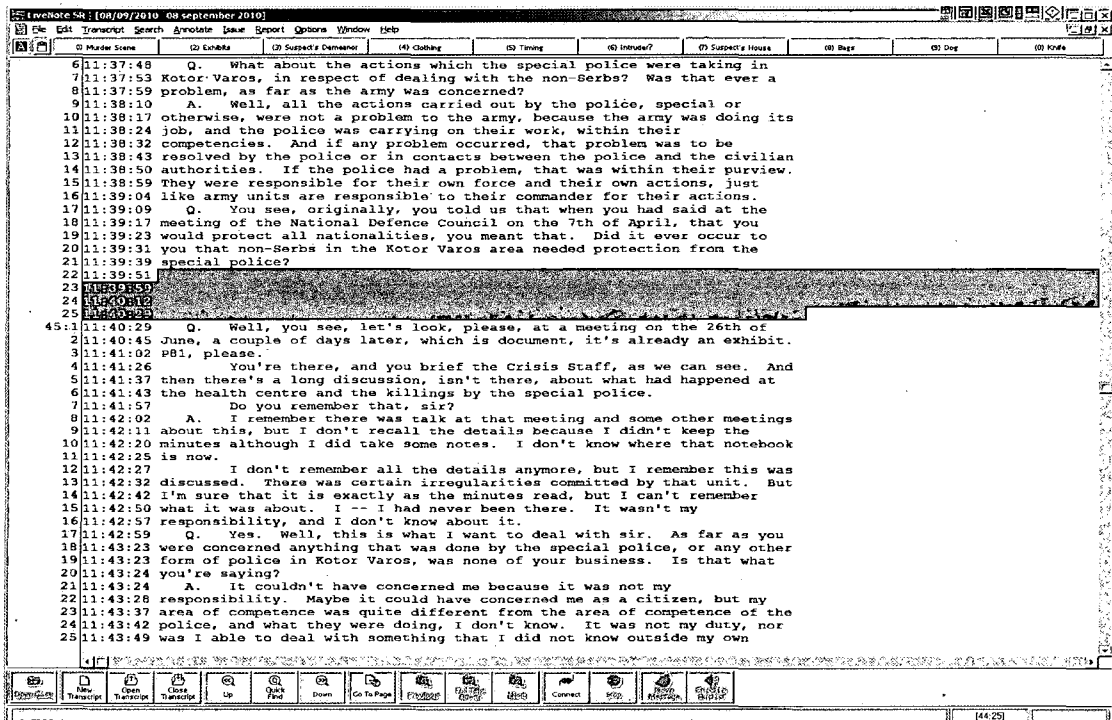 LiveNote SR : [08/09/2010 08 september 2010]
File Edit Transcript Search Annotate Issue Report Options Window Help
(1) Murder Scene (2) Exhibits (3) Suspect's Demeanor (4) Clothing (5) Timing (6) Intruder? (7) Suspect's House (8) Bags (9) Dog (0) Knife
6 11:37:48 Q. What about the actions which the special police were taking in
7 11:37:53 Kotor Varos, in respect of dealing with the non-Serbs? Was that ever a
8 11:37:59 problem, as far as the army was concerned?
9 11:38:10 A. Well, all the actions carried out by the police, special or
10 11:38:17 otherwise, were not a problem to the army, because the army was doing its
11 11:38:24 job, and the police was carrying on their work, within their
12 11:38:32 competencies. And if any problem occurred, that problem was to be
13 11:38:43 resolved by the police or in contacts between the police and the civilian
14 11:38:50 authorities. If the police had a problem, that was within their purview.
15 11:38:59 They were responsible for their own force and their own actions, just
16 11:39:04 like army units are responsible to their commander for their actions.
17 11:39:09 Q. You see, originally, you told us that when you had said at the
18 11:39:17 meeting of the National Defence Council on the 7th of April, that you
19 11:39:23 would protect all nationalities, you meant that. Did it ever occur to
20 11:39:31 you that non-Serbs in the Kotor Varos area needed protection from the
21 11:39:39 special police?
22 11:39:51
23 11:39:59
24 11:40:12
25 11:40:29
45:1 11:40:29 Q. Well, you see, let's look, please, at a meeting on the 26th of
2 11:40:45 June, a couple of days later, which is document, it's already an exhibit.
3 11:41:02 P81, please.
4 11:41:26 You're there, and you brief the Crisis Staff, as we can see. And
5 11:41:37 then there's a long discussion, isn't there, about what had happened at
6 11:41:43 the health centre and the killings by the special police.
7 11:41:57 Do you remember that, sir?
8 11:42:02 A. I remember there was talk at that meeting and some other meetings
9 11:42:11 about this, but I don't recall the details because I didn't keep the
10 11:42:20 minutes although I did take some notes. I don't know where that notebook
11 11:42:25 is now.
12 11:42:27 I don't remember all the details anymore, but I remember this was
13 11:42:32 discussed. There was certain irregularities committed by that unit. But
14 11:42:42 I'm sure that it is exactly as the minutes read, but I can't remember
15 11:42:50 what it was about. I -- I had never been there. It wasn't my
16 11:42:57 responsibility, and I don't know about it.
17 11:42:59 Q. Yes. Well, this is what I want to deal with sir. As far as you
18 11:43:23 were concerned anything that was done by the special police, or any other
19 11:43:23 form of police in Kotor Varos, was none of your business. Is that what
20 11:43:24 you're saying?
21 11:43:24 A. It couldn't have concerned me because it was not my
22 11:43:28 responsibility. Maybe it could have concerned me as a citizen, but my
23 11:43:37 area of competence was quite different from the area of competence of the
24 11:43:42 police, and what they were doing, I don't know. It was not my duty, nor
25 11:43:49 was I able to deal with something that I did not know outside my own
New Transcript Open Transcript Close Transcript Up Quick Find Down Go To Page Connect
[44:25]